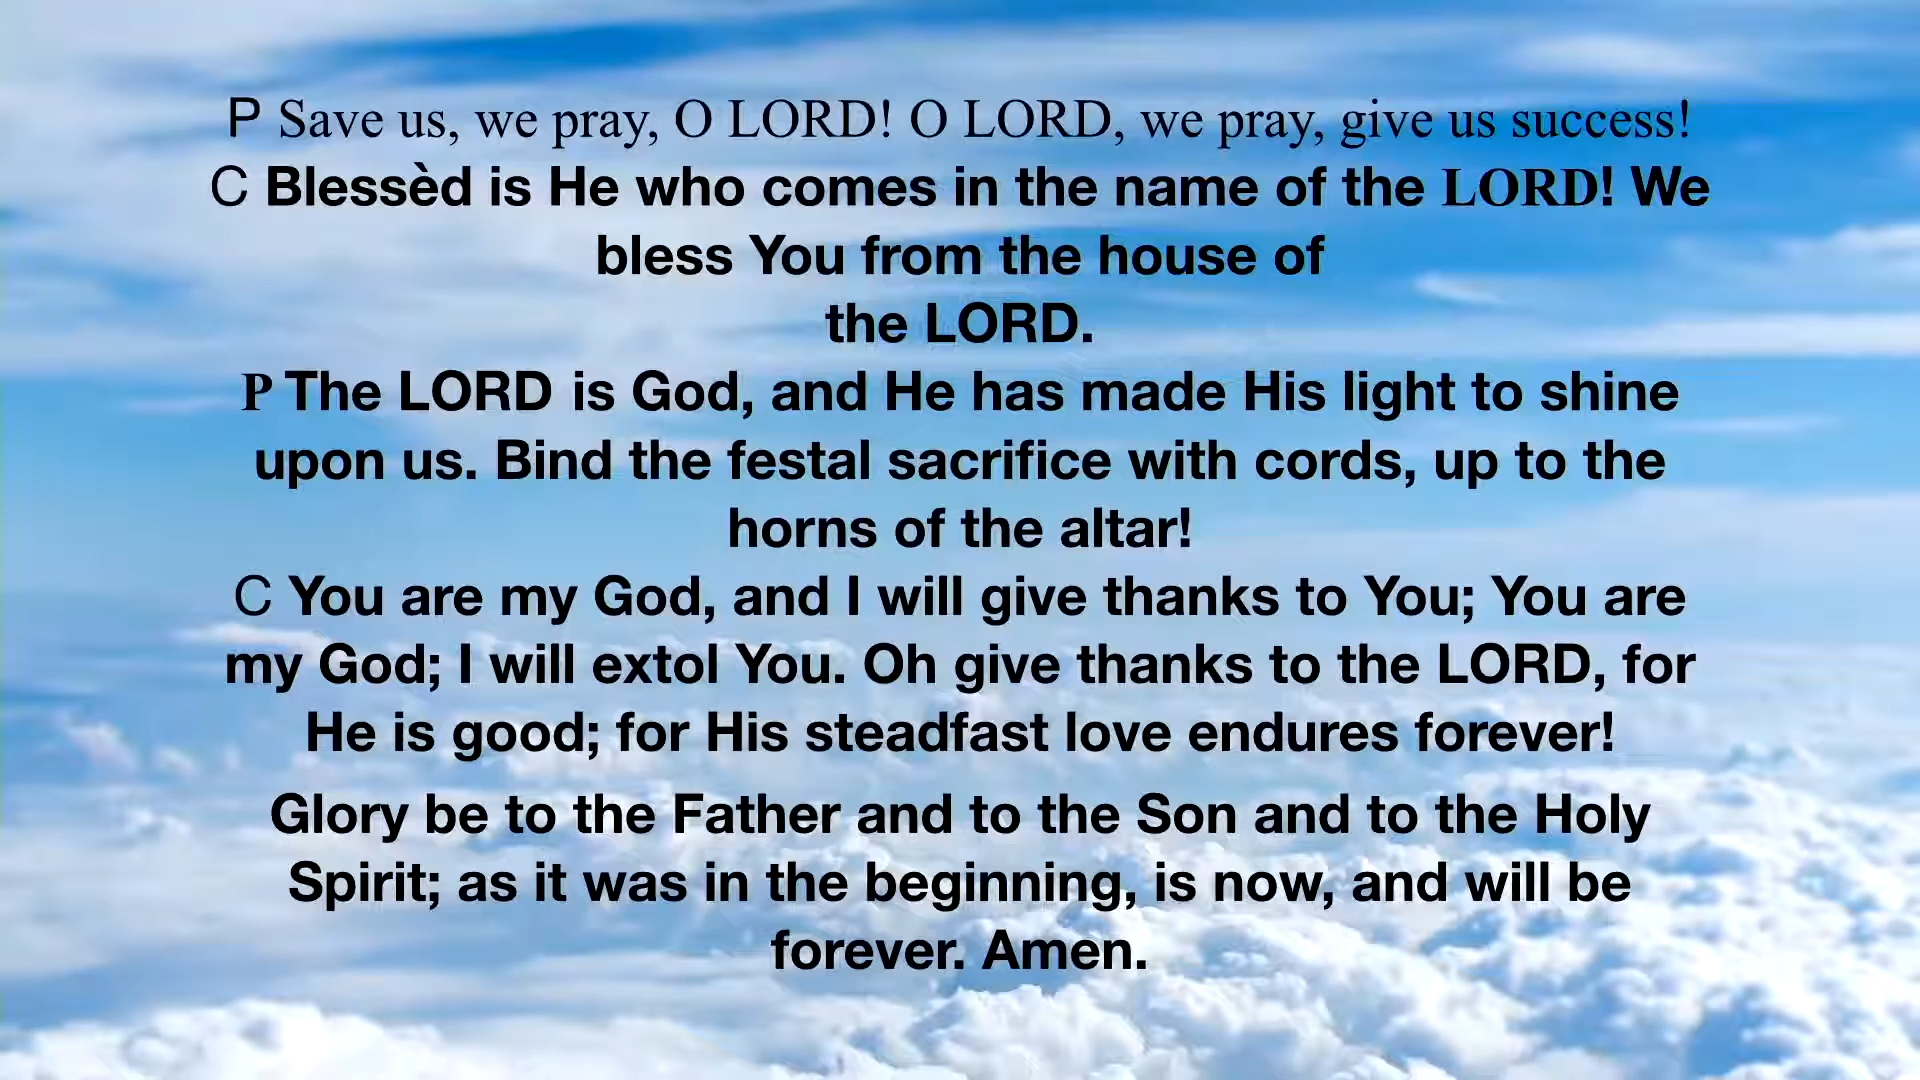 P Save us, we pray, O LORD! O LORD, we pray, give us success!
C Blessèd is He who comes in the name of the LORD! We
bless You from the house of
the LORD.
P The LORD is God, and He has made His light to shine
upon us. Bind the festal sacrifice with cords, up to the
horns of the altar!
C You are my God, and I will give thanks to You; You are
my God; I will extol You. Oh give thanks to the LORD, for
He is good; for His steadfast love endures forever!
Glory be to the Father and to the Son and to the Holy
Spirit; as it was in the beginning, is now, and will be
forever. Amen.